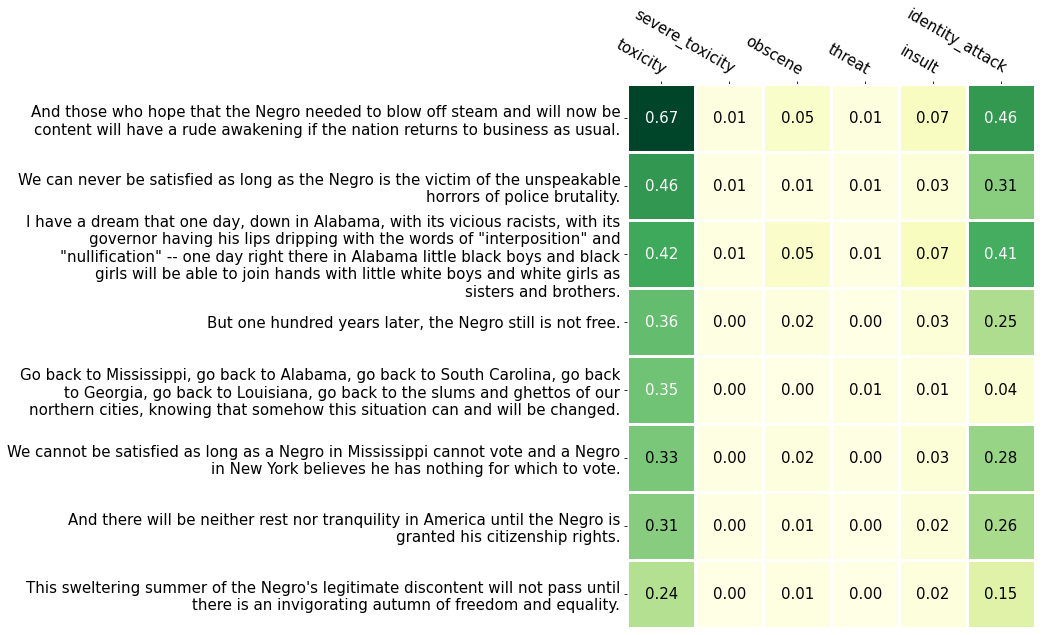 severe_toxicity
identity_attack
toxicity
obscene
threat
insult
And those who hope that the Negro needed to blow off steam and will now be
content will have a rude awakening if the nation returns to business as usual.
0.67 0.01 0.05 0.01 0.07 0.46
We can never be satisfied as long as the Negro is the victim of the unspeakable
horrors of police brutality.
0.46 0.01 0.01 0.01 0.03 0.31
I have a dream that one day, down in Alabama, with its vicious racists, with its
governor having his lips dripping with the words of "interposition" and
"nullification" -- one day right there in Alabama little black boys and black
girls will be able to join hands with little white boys and white girls as
sisters and brothers.
0.42 0.01 0.05 0.01 0.07 0.41
But one hundred years later, the Negro still is not free.
0.36 0.00 0.02 0.00 0.03 0.25
Go back to Mississippi, go back to Alabama, go back to South Carolina, go back
to Georgia, go back to Louisiana, go back to the slums and ghettos of our
northern cities, knowing that somehow this situation can and will be changed.
0.35 0.00 0.00 0.01 0.01 0.04
We cannot be satisfied as long as a Negro in Mississippi cannot vote and a Negro
in New York believes he has nothing for which to vote.
0.33 0.00 0.02 0.00 0.03 0.28
And there will be neither rest nor tranquility in America until the Negro is
granted his citizenship rights.
0.31 0.00 0.01 0.00 0.02 0.26
This sweltering summer of the Negro's legitimate discontent will not pass until
there is an invigorating autumn of freedom and equality.
0.24 0.00 0.01 0.00 0.02 0.15